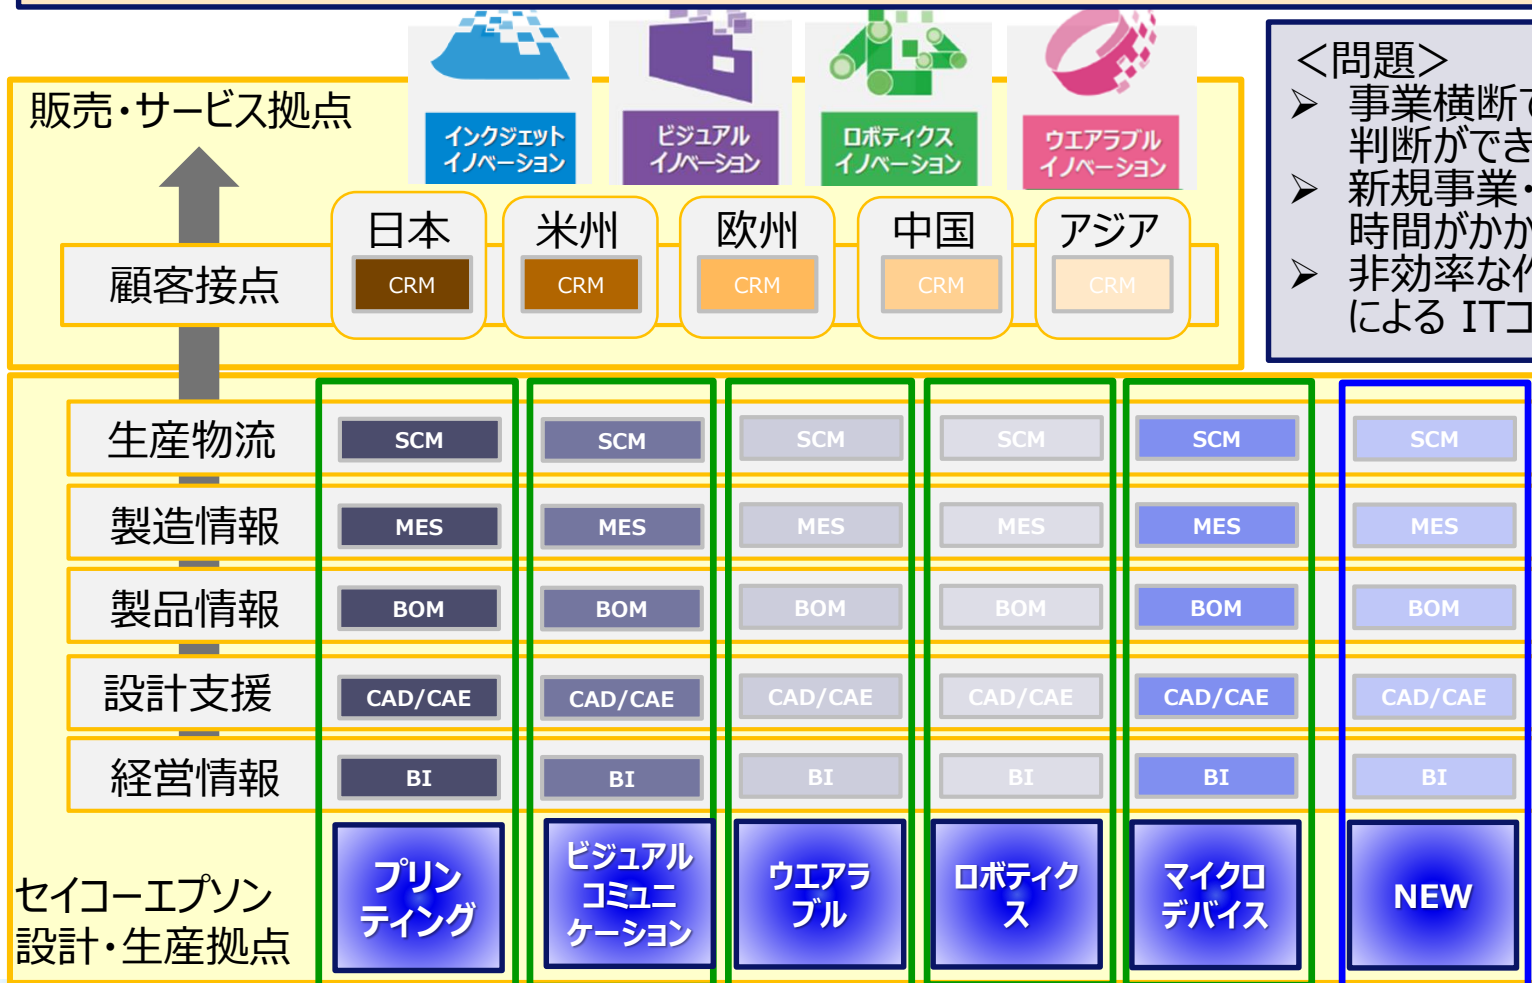 インクジェット
イノベーション
ビジュアル
イノベーション
ロボティクス
イノベーション
ウエアラブル
イノベーション
販売・サービス拠点
日本
米州
欧州
中国
アジア
顧客接点
CRM
CRM
CRM
CRM
CRM
＜問題＞
➢ 事業横断で
判断ができ
➢ 新規事業・
時間がかか
➢ 非効率な作
による ITコ
生産物流
SCM
SCM
SCM
SCM
SCM
SCM
製造情報
MES
MES
MES
MES
MES
MES
製品情報
BOM
BOM
BOM
BOM
BOM
BOM
設計支援
CAD/CAE
CAD/CAE
CAD/CAE
CAD/CAE
CAD/CAE
CAD/CAE
経営情報
BI
BI
BI
BI
BI
BI
セイコーエプソン
設計・生産拠点
プリン
ティング
ビジュアル
コミュニ
ケーション
ウエアラ
ブル
ロボティク
ス
マイクロ
デバイス
NEW